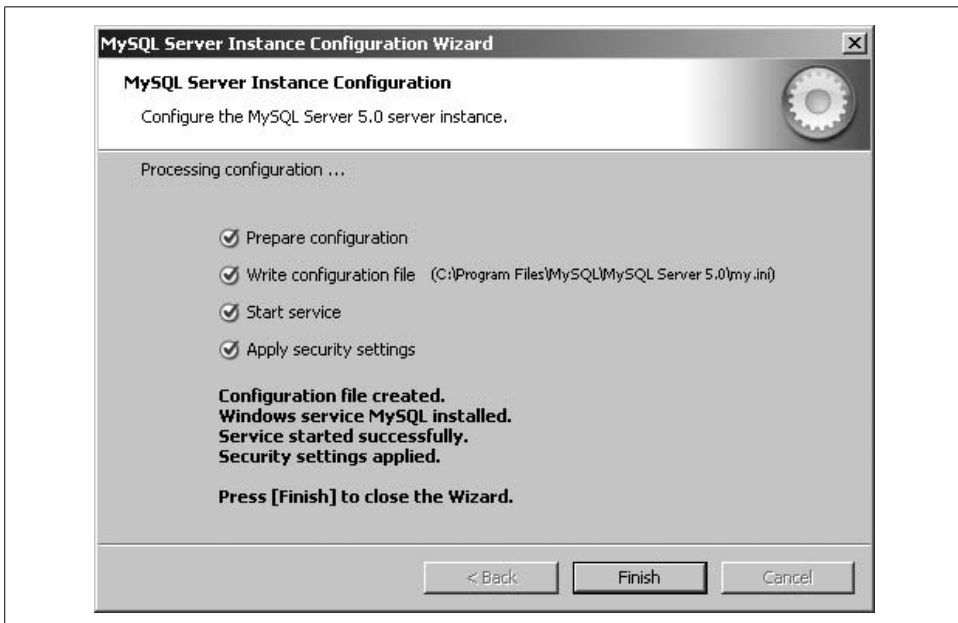 MySQL Server Instance Configuration Wizard
MySQL Server Instance Configuration
Configure the MySQL Server 5.0 server instance.
Processing configuration ...
Prepare configuration
Write configuration file (C:\Program Files\MySQL\MySQL Server 5.0\my.ini)
Start service
Apply security settings
Configuration file created.
Windows service MySQL installed.
Service started successfully.
Security settings applied.
Press [Finish] to close the Wizard.
< Back Finish Cancel